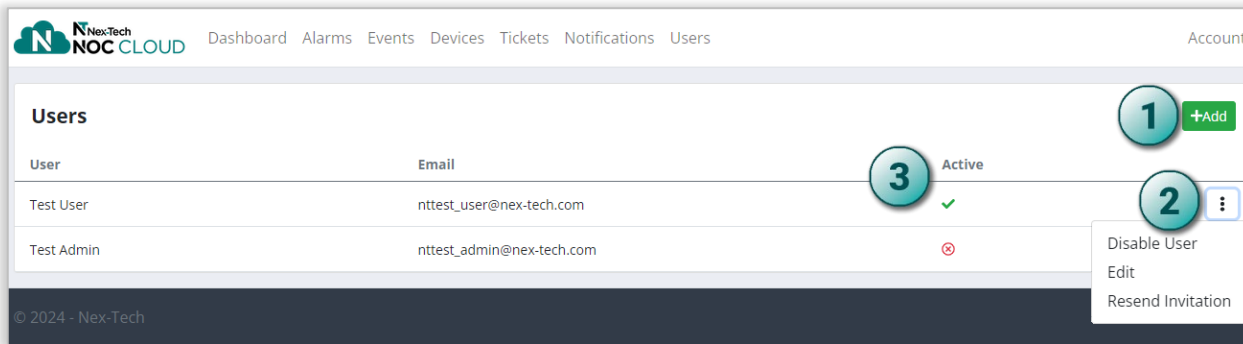 N Nex-Tech
NOC CLOUD Dashboard Alarms Events Devices Tickets Notifications Users Account
Users 1 +Add
User Email 3 Active
Test User nttest_user@nex-tech.com 2
Disable User
Test Admin nttest_admin@nex-tech.com
Edit
Resend Invitation
© 2024 - Nex-Tech